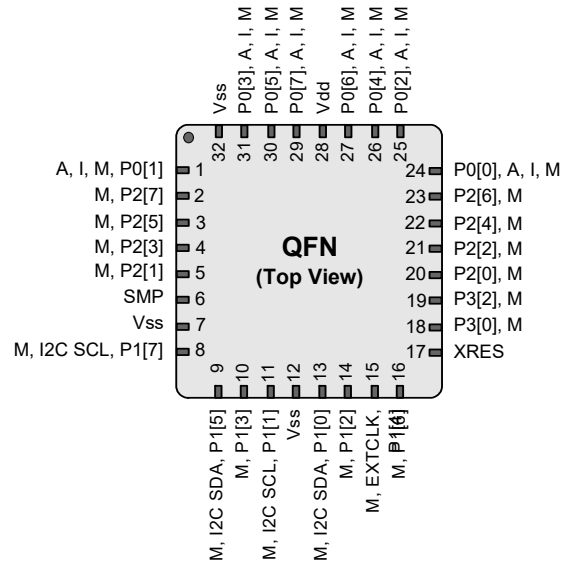 Vss
P0[3], A, I, M
P0[5], A, I, M
P0[7], A, I, M
Vdd
P0[6], A, I, M
P0[4], A, I, M
P0[2], A, I, M
32
31
30
29
28
27
26
25
A, I, M, P0[1]
1
M, P2[7]
2
M, P2[5]
3
M, P2[3]
4
M, P2[1]
5
SMP
6
Vss
7
M, I2C SCL, P1[7]
8
QFN
(Top View)
24
P0[0], A, I, M
23
P2[6], M
22
P2[4], M
21
P2[2], M
20
P2[0], M
19
P3[2], M
18
P3[0], M
17
XRES
9
10
11
12
13
14
15
16
M, I2C SDA, P1[5]
M, P1[3]
M, I2C SCL, P1[1]
Vss
M, I2C SDA, P1[0]
M, P1[2]
M, EXTCLK,
P1[4]
M, P1[6]